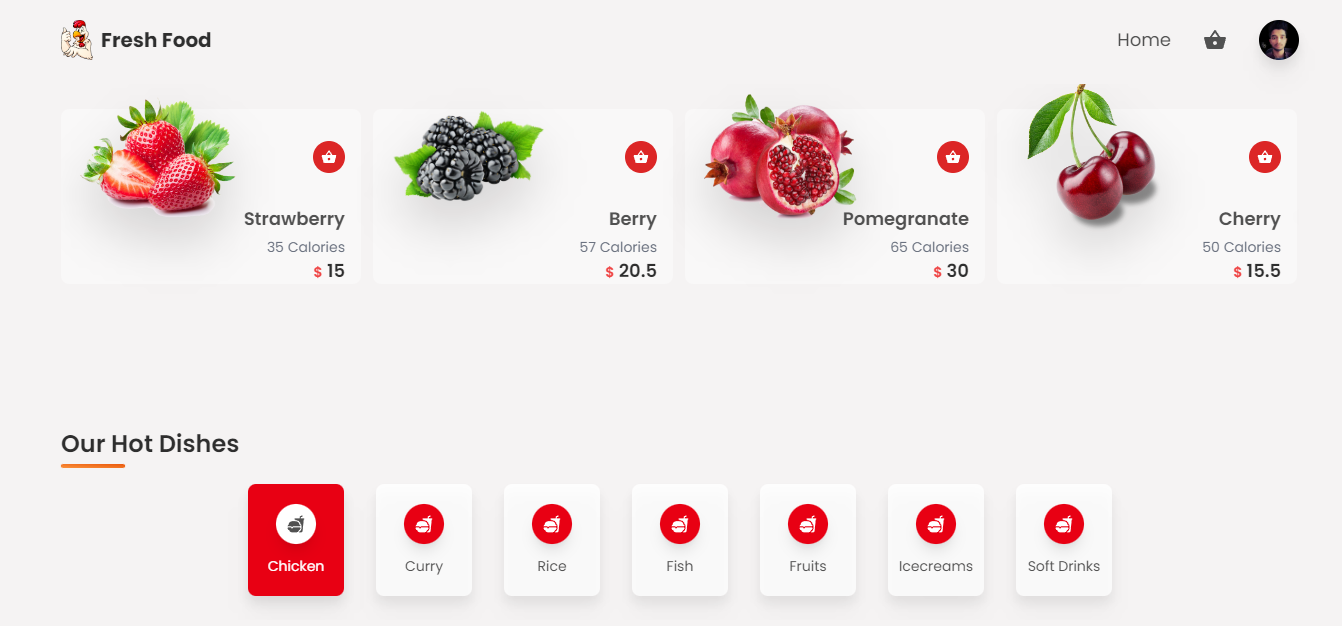 Fresh Food
Home
Strawberry
35 Calories
$ 15
Berry
57 Calories
$ 20.5
Pomegranate
65 Calories
$ 30
Cherry
50 Calories
$ 15.5
Our Hot Dishes
Chicken
Curry
Rice
Fish
Fruits
Icecreams
Soft Drinks